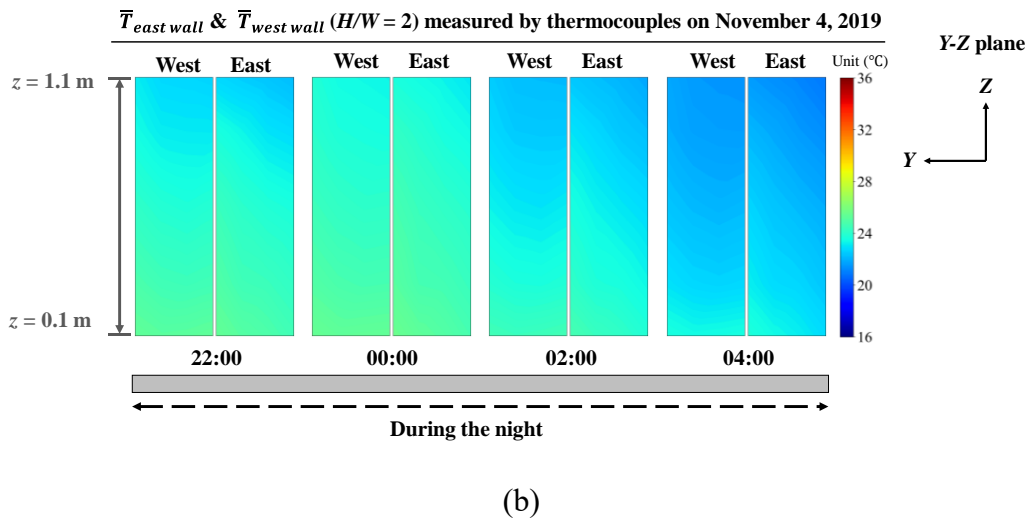 T̅ east wall & T̅ west wall (H/W = 2) measured by thermocouples on November 4, 2019
Y-Z plane
West East West East West East West East Unit (°C)
z = 1.1 m
36
Z
32
28
Y
24
20
z = 0.1 m
16
22:00 00:00 02:00 04:00
During the night
(b)